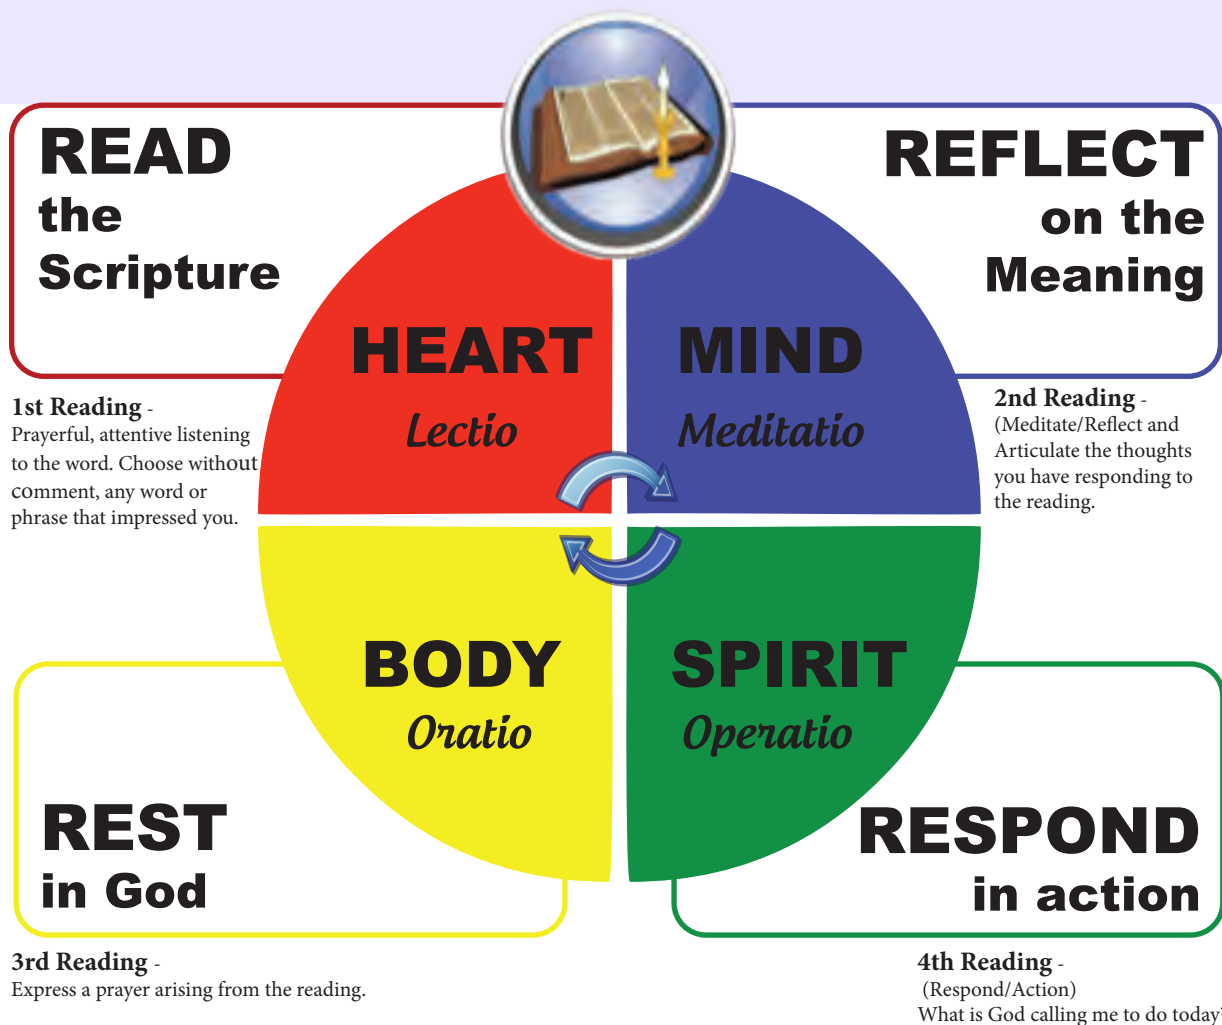 READ
the
Scripture
REFLECT
on the
Meaning
HEART
Lectio
MIND
Meditatio
1st Reading -
Prayerful, attentive listening
to the word. Choose without
comment, any word or
phrase that impressed you.
2nd Reading -
(Meditate/Reflect and
Articulate the thoughts
you have responding to
the reading.
BODY
Oratio
SPIRIT
Operatio
REST
in God
RESPOND
in action
3rd Reading -
Express a prayer arising from the reading.
4th Reading -
(Respond/Action)
What is God calling me to do today?